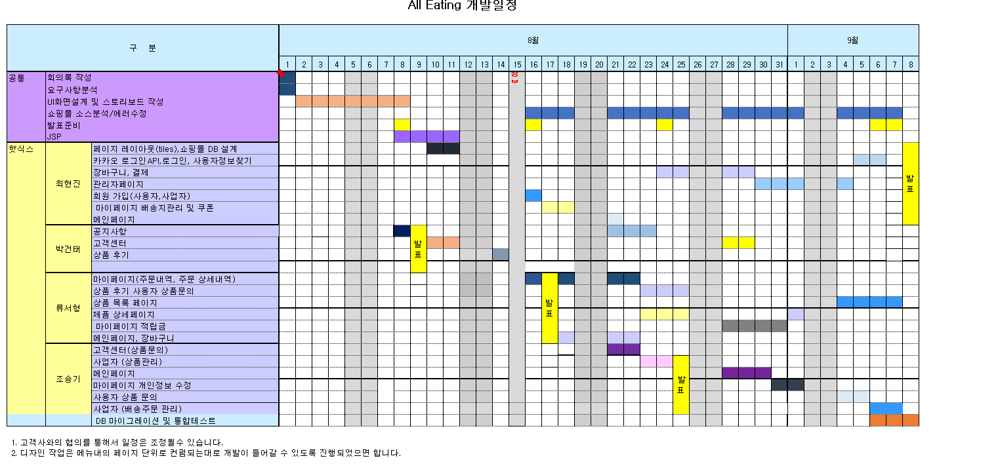 All Eating 개발일정
구 분
8월
9월
1 2 3 4 5 6 7 8 9 10 11 12 13 14 15 16 17 18 19 20 21 22 23 24 25 26 27 28 29 30 31 1 2 3 4 5 6 7 8
공통
회의록 작성
요구사항분석
UI화면설계 및 스토리보드 작성
쇼핑몰 소스분석/에러수정
발표준비
JSP
핫식스
최현진
페이지 레이아웃(tiles),쇼핑몰 DB 설계
카카오 로그인API,로그인, 사용자정보찾기
장바구니, 결제
관리자페이지
회원 가입(사용자,사업자)
마이페이지 배송지관리 및 쿠폰
메인페이지
발표
박건태
공지사항
고객센터
상품 후기
발표
류서형
마이페이지(주문내역, 주문 상세내역)
상품 후기 사용자 상품문의
상품 목록 페이지
제품 상세페이지
마이페이지 적립금
메인페이지, 장바구니
발표
조승기
고객센터(상품문의)
사업자 (상품관리)
메인페이지
마이페이지 개인정보 수정
사용자 상품 문의
사업자 (배송주문 관리)
발표
DB 마이그레이션 및 통합테스트
1. 고객사와의 협의를 통해서 일정은 조정될수 있습니다.
2. 디자인 작업은 메뉴내의 페이지 단위로 컨펌되는대로 개발이 들어갈 수 있도록 진행되었으면 합니다.